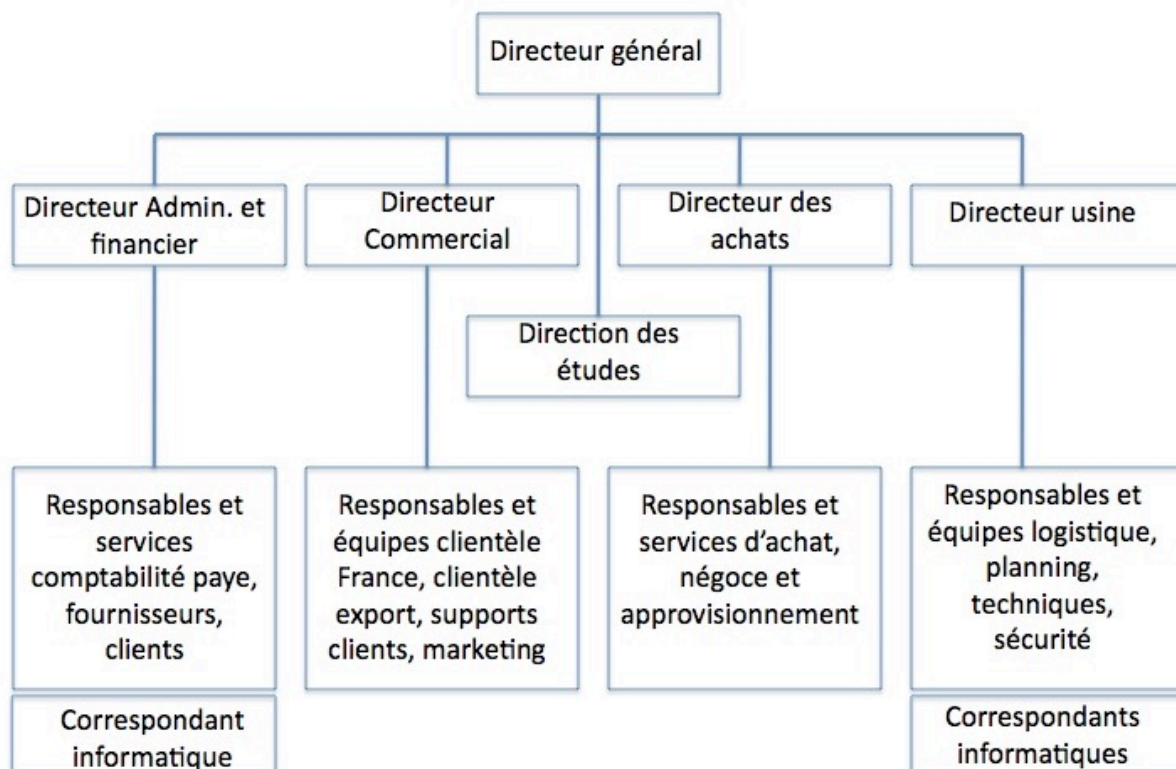 Directeur général
Directeur Admin. et
financier
Directeur
Commercial
Directeur des
achats
Directeur usine
Direction des
études
Responsables et
services
comptabilité paye,
fournisseurs,
clients
Responsables et
équipes clientèle
France, clientèle
export, supports
clients, marketing
Responsables et
services d’achat,
négoce et
approvisionnement
Responsables et
équipes logistique,
planning,
techniques,
sécurité
Correspondant
informatique
Correspondants
informatiques